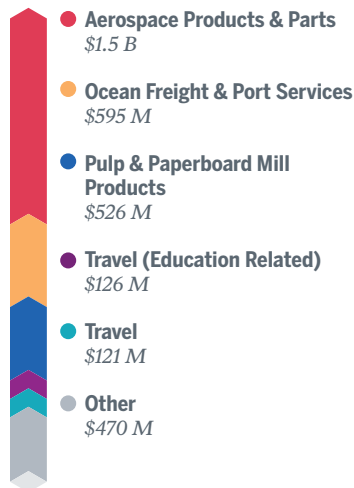 Aerospace Products & Parts
$1.5 B
Ocean Freight & Port Services
$595 M
Pulp & Paperboard Mill
Products
$526 M
Travel (Education Related)
$126 M
Travel
$121 M
Other
$470 M